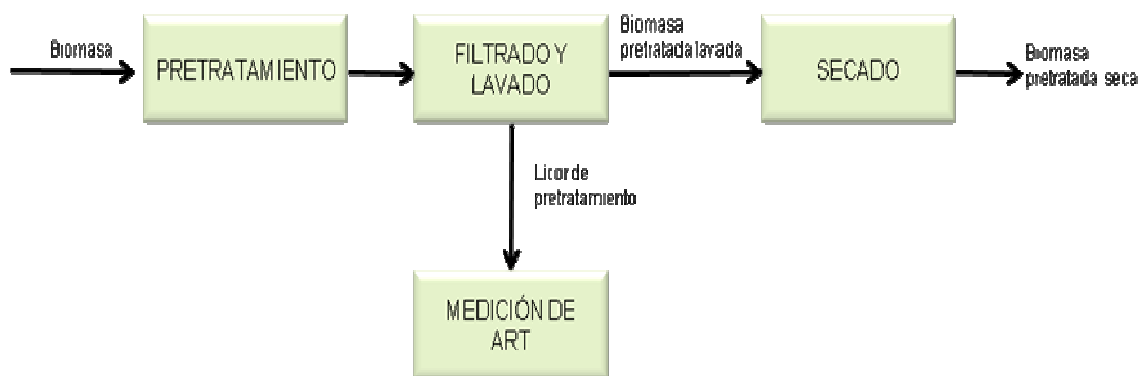 Biomasa
PRETRATAMIENTO
FILTRADO Y
LAVADO
Biomasa
pretratada lavada
SECADO
Biomasa
pretratada seca
Licor de
pretratamiento
MEDICIÓN DE
ART